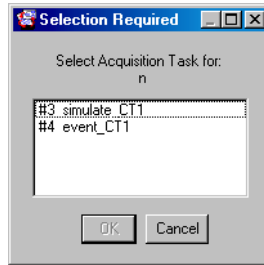 Selection Required
Select Acquisition Task for:
n
#3 simulate_CT1
#4 event_CT1
OK Cancel